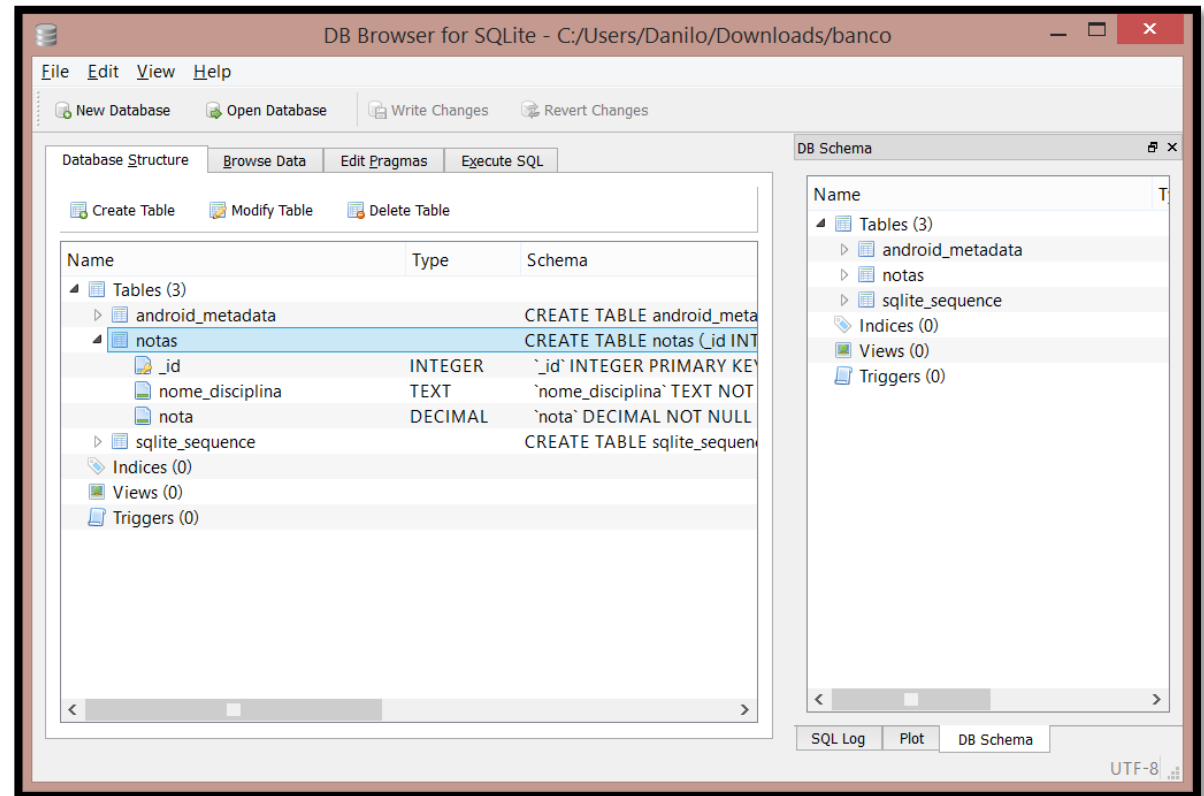 DB Browser for SQLite - C:/Users/Danilo/Downloads/banco
File Edit View Help
New Database Open Database Write Changes Revert Changes
Database Structure Browse Data Edit Pragmas Execute SQL
Create Table Modify Table Delete Table
Name Type Schema
Tables (3)
android_metadata CREATE TABLE android_meta
notas CREATE TABLE notas (_id INT
_id INTEGER `_id` INTEGER PRIMARY KEY
nome_disciplina TEXT `nome_disciplina` TEXT NOT
nota DECIMAL `nota` DECIMAL NOT NULL
sqlite_sequence CREATE TABLE sqlite_sequen
Indices (0)
Views (0)
Triggers (0)
DB Schema
Name T
Tables (3)
android_metadata
notas
sqlite_sequence
Indices (0)
Views (0)
Triggers (0)
SQL Log Plot DB Schema
UTF-8